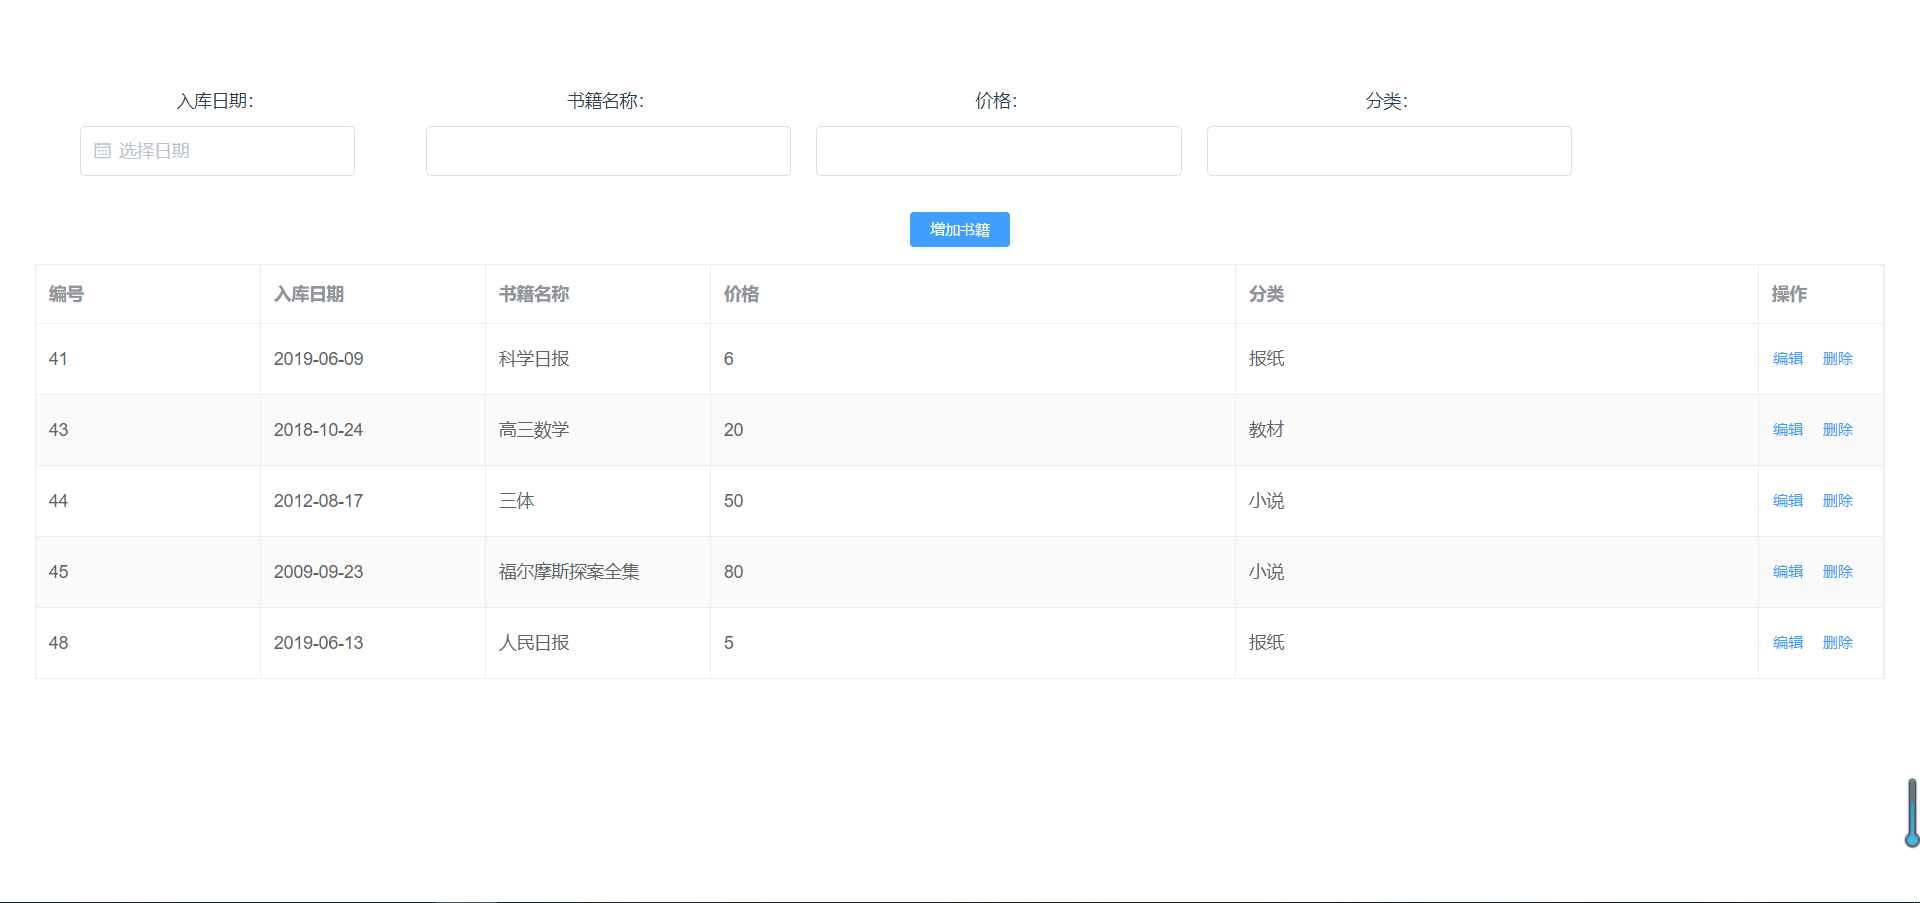 入库日期： 书籍名称： 价格： 分类：
选择日期
增加书籍
编号 入库日期 书籍名称 价格 分类 操作
41 2019-06-09 科学日报 6 报纸 编辑 删除
43 2018-10-24 高三数学 20 教材 编辑 删除
44 2012-08-17 三体 50 小说 编辑 删除
45 2009-09-23 福尔摩斯探案全集 80 小说 编辑 删除
48 2019-06-13 人民日报 5 报纸 编辑 删除